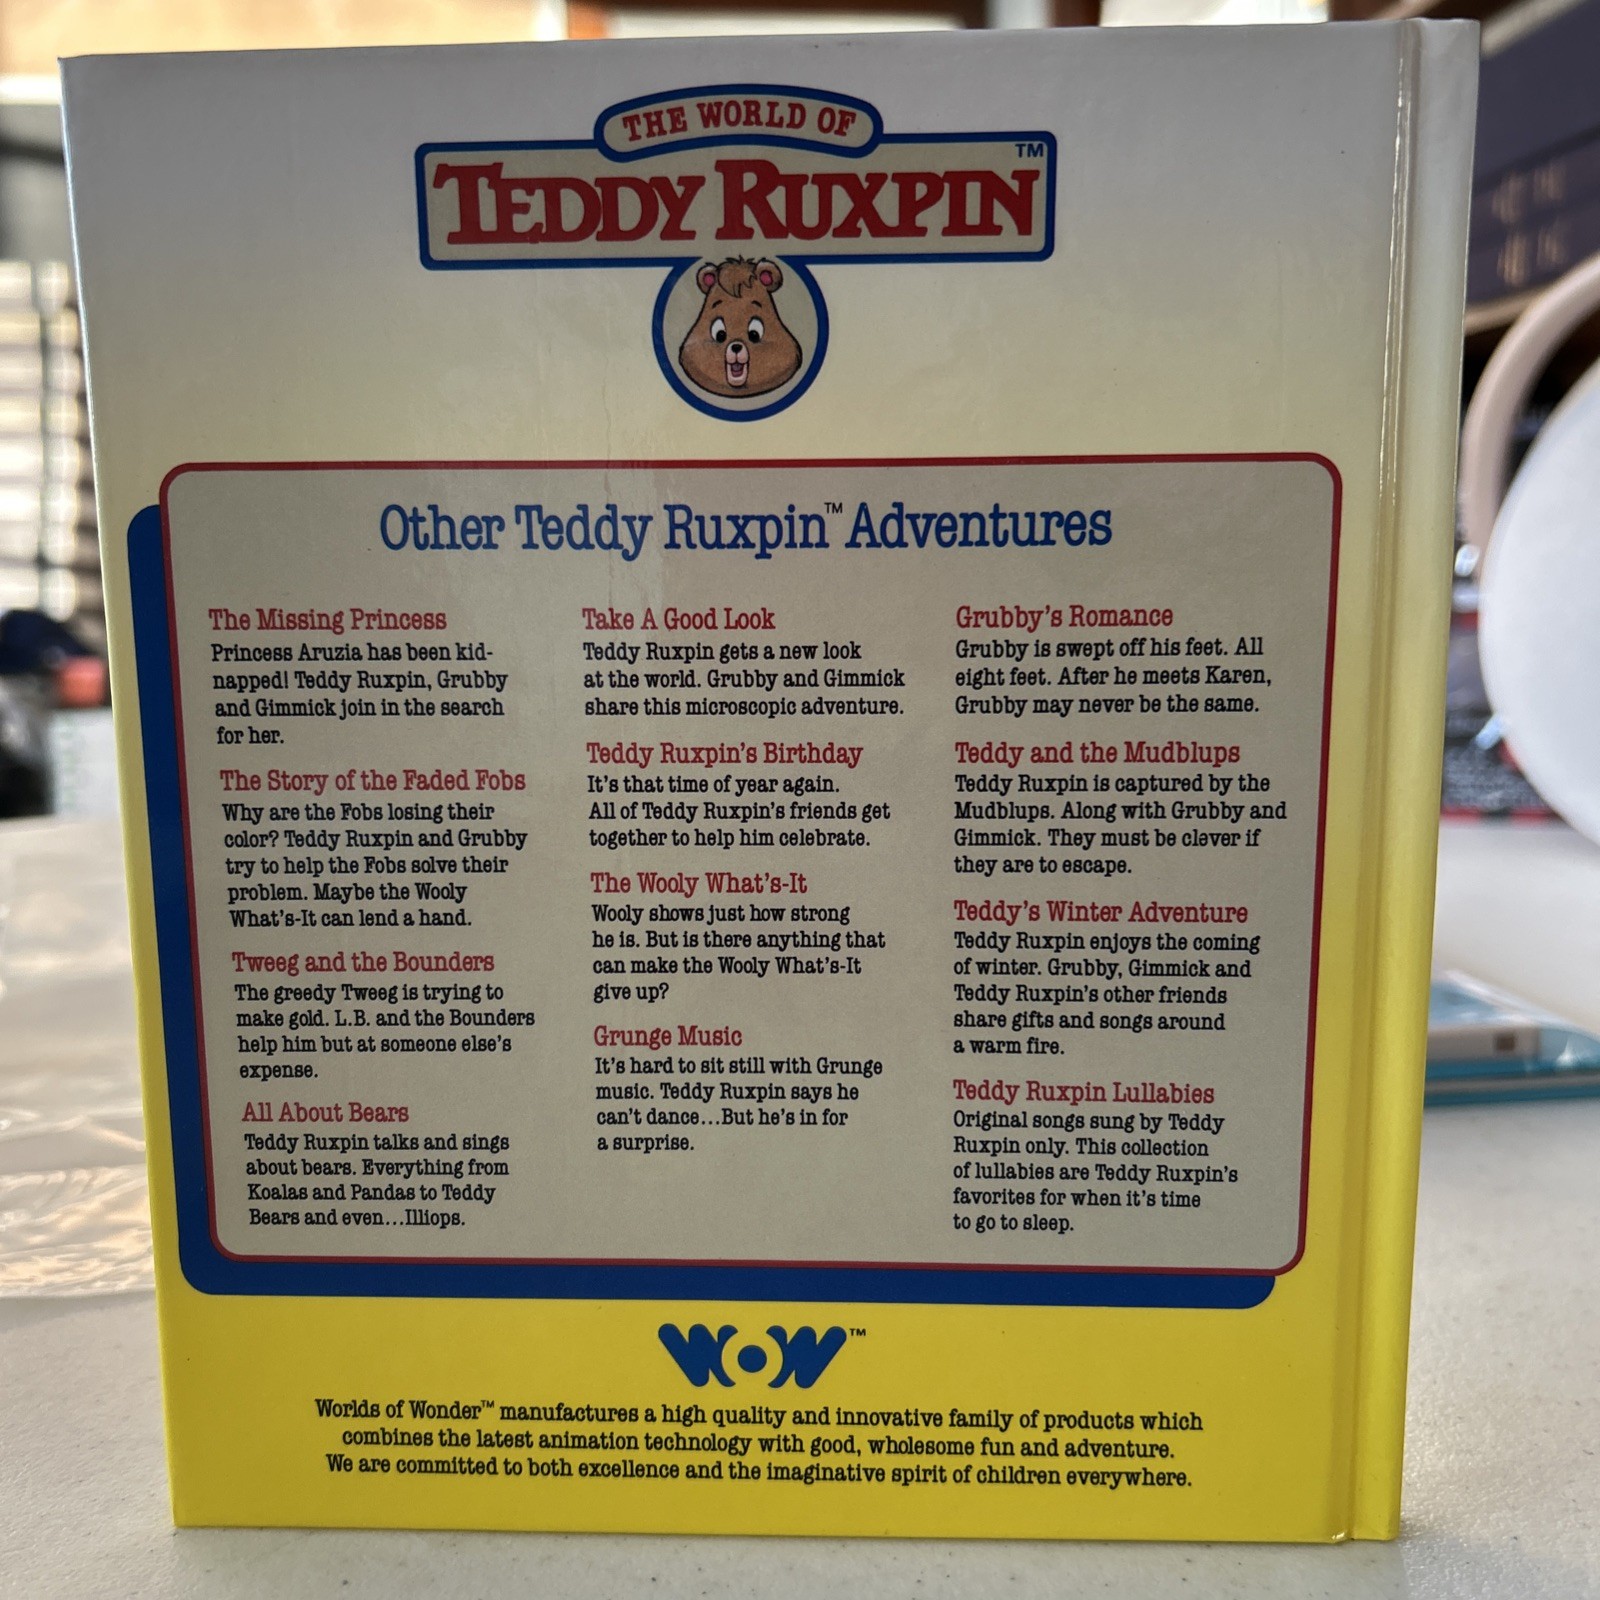 THE WORLD OF
TEDDY RUXPIN™
Other Teddy Ruxpin™ Adventures
The Missing Princess
Princess Aruzia has been kid-
napped! Teddy Ruxpin, Grubby
and Gimmick join in the search
for her.
The Story of the Faded Fobs
Why are the Fobs losing their
color? Teddy Ruxpin and Grubby
try to help the Fobs solve their
problem. Maybe the Wooly
What's-It can lend a hand.
Tweeg and the Bounders
The greedy Tweeg is trying to
make gold. L.B. and the Bounders
help him but at someone else's
expense.
All About Bears
Teddy Ruxpin talks and sings
about bears. Everything from
Koalas and Pandas to Teddy
Bears and even...Illiops.
Take A Good Look
Teddy Ruxpin gets a new look
at the world. Grubby and Gimmick
share this microscopic adventure.
Teddy Ruxpin's Birthday
It's that time of year again.
All of Teddy Ruxpin's friends get
together to help him celebrate.
The Wooly What's-It
Wooly shows just how strong
he is. But is there anything that
can make the Wooly What's-It
give up?
Grunge Music
It's hard to sit still with Grunge
music. Teddy Ruxpin says he
can't dance...But he's in for
a surprise.
Grubby's Romance
Grubby is swept off his feet. All
eight feet. After he meets Karen,
Grubby may never be the same.
Teddy and the Mudblups
Teddy Ruxpin is captured by the
Mudblups. Along with Grubby and
Gimmick. They must be clever if
they are to escape.
Teddy's Winter Adventure
Teddy Ruxpin enjoys the coming
of winter. Grubby, Gimmick and
Teddy Ruxpin's other friends
share gifts and songs around
a warm fire.
Teddy Ruxpin Lullabies
Original songs sung by Teddy
Ruxpin only. This collection
of lullabies are Teddy Ruxpin's
favorites for when it's time
to go to sleep.
WOW™
Worlds of Wonder™ manufactures a high quality and innovative family of products which
combines the latest animation technology with good, wholesome fun and adventure.
We are committed to both excellence and the imaginative spirit of children everywhere.